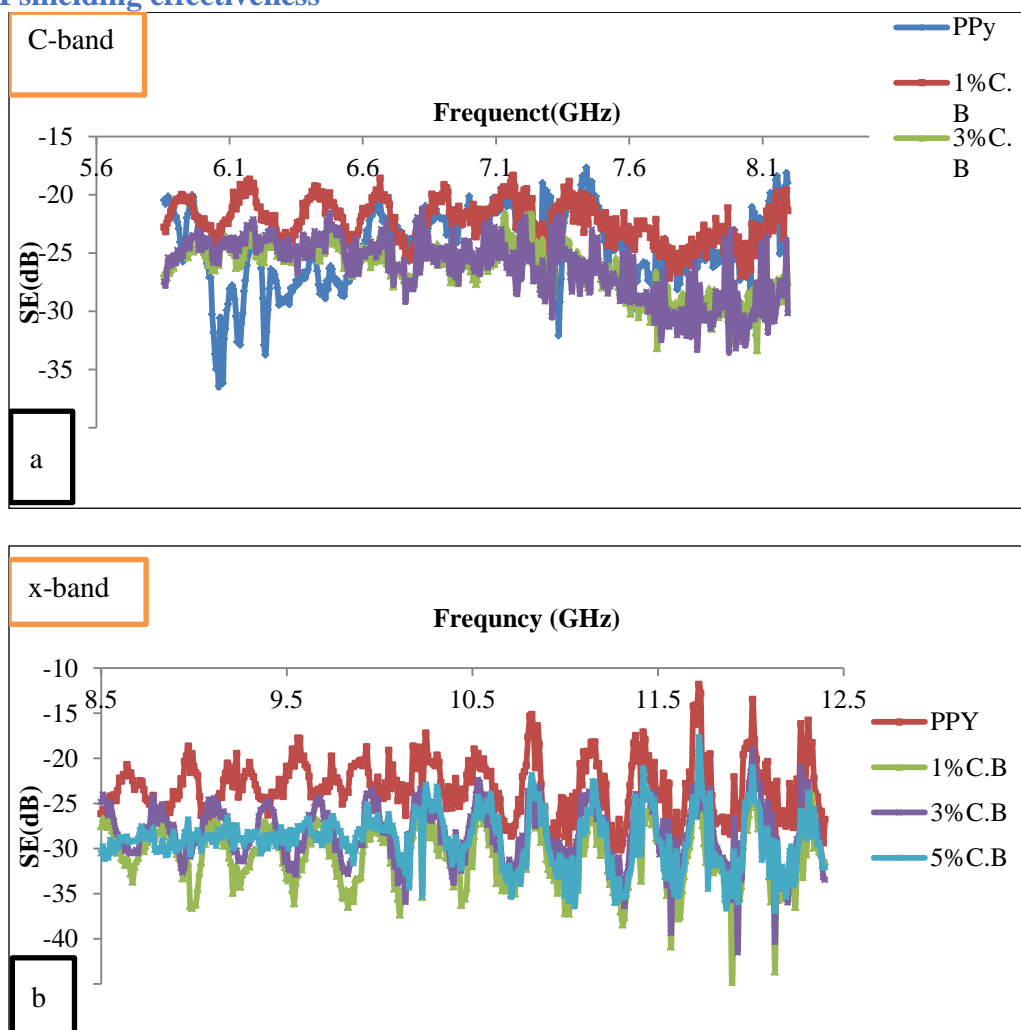 shielding effectiveness
C-band
PPy
1%C.
B
3%C.
B
Frequenct(GHz)
-15
5.6 6.1 6.6 7.1 7.6 8.1
-20
-25
-30
-35
SE(dB)
a
x-band
Frequncy (GHz)
-10
8.5 9.5 10.5 11.5 12.5
-15
-20
-25
-30
-35
-40
SE(dB)
PPY
1%C.B
3%C.B
5%C.B
b